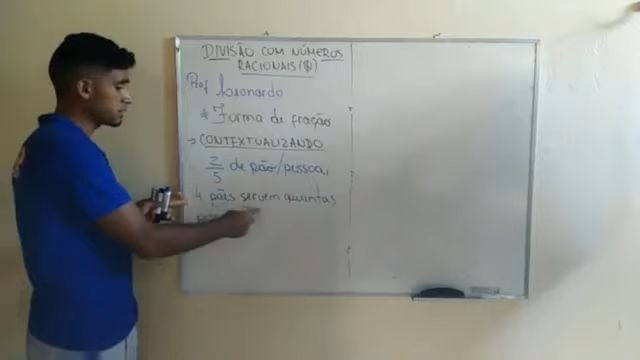 DIVISÃO COM NÚMEROS
RACIONAIS (Q)
Prof Leonardo
* Forma de fração
→ CONTEXTUALIZANDO
2/5 de pão/pessoa,
4 pães servem quantas